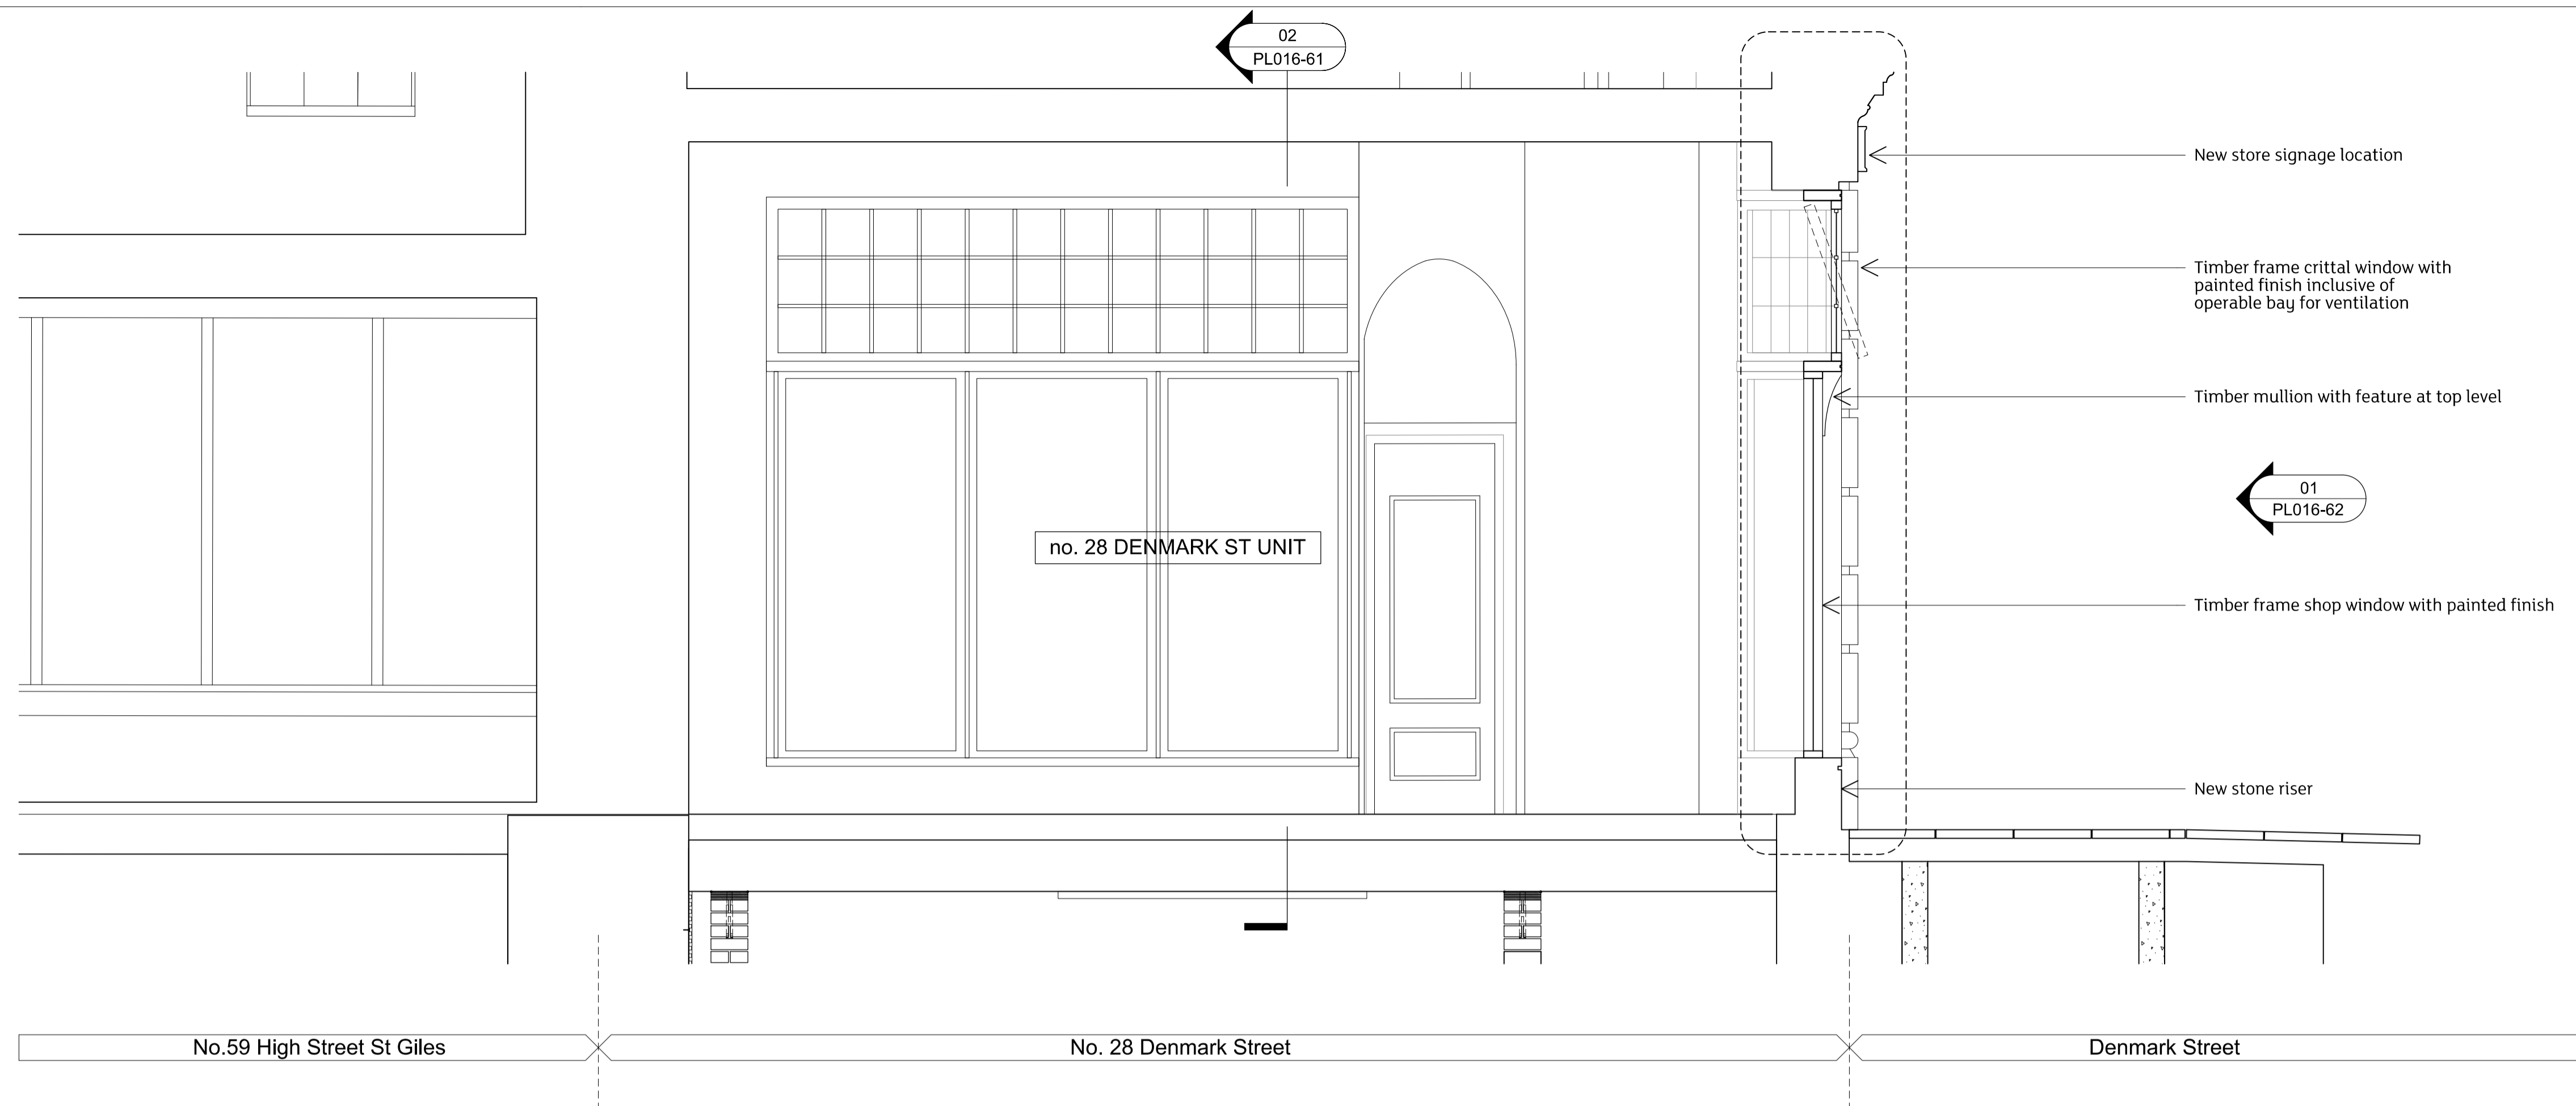 02
PL016-61
New store signage location
Timber frame crittal window with
painted finish inclusive of
operable bay for ventilation
Timber mullion with feature at top level
01
PL016-62
no. 28 DENMARK ST UNIT
Timber frame shop window with painted finish
New stone riser
No.59 High Street St Giles
No. 28 Denmark Street
Denmark Street